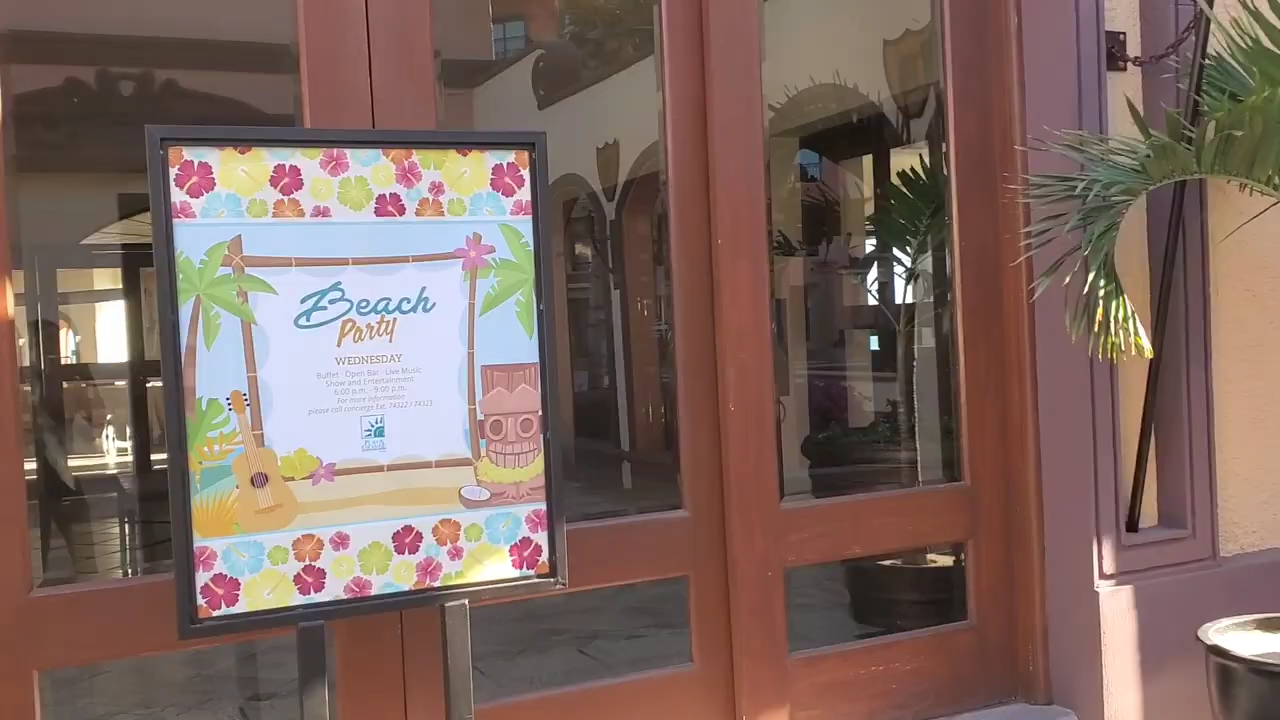 Beach
Party
WEDNESDAY
Buffet · Open Bar · Live Music
Show and Entertainment
6:00 p.m. - 9:00 p.m.
For more information
please call concierge Ext. 74322 / 74323